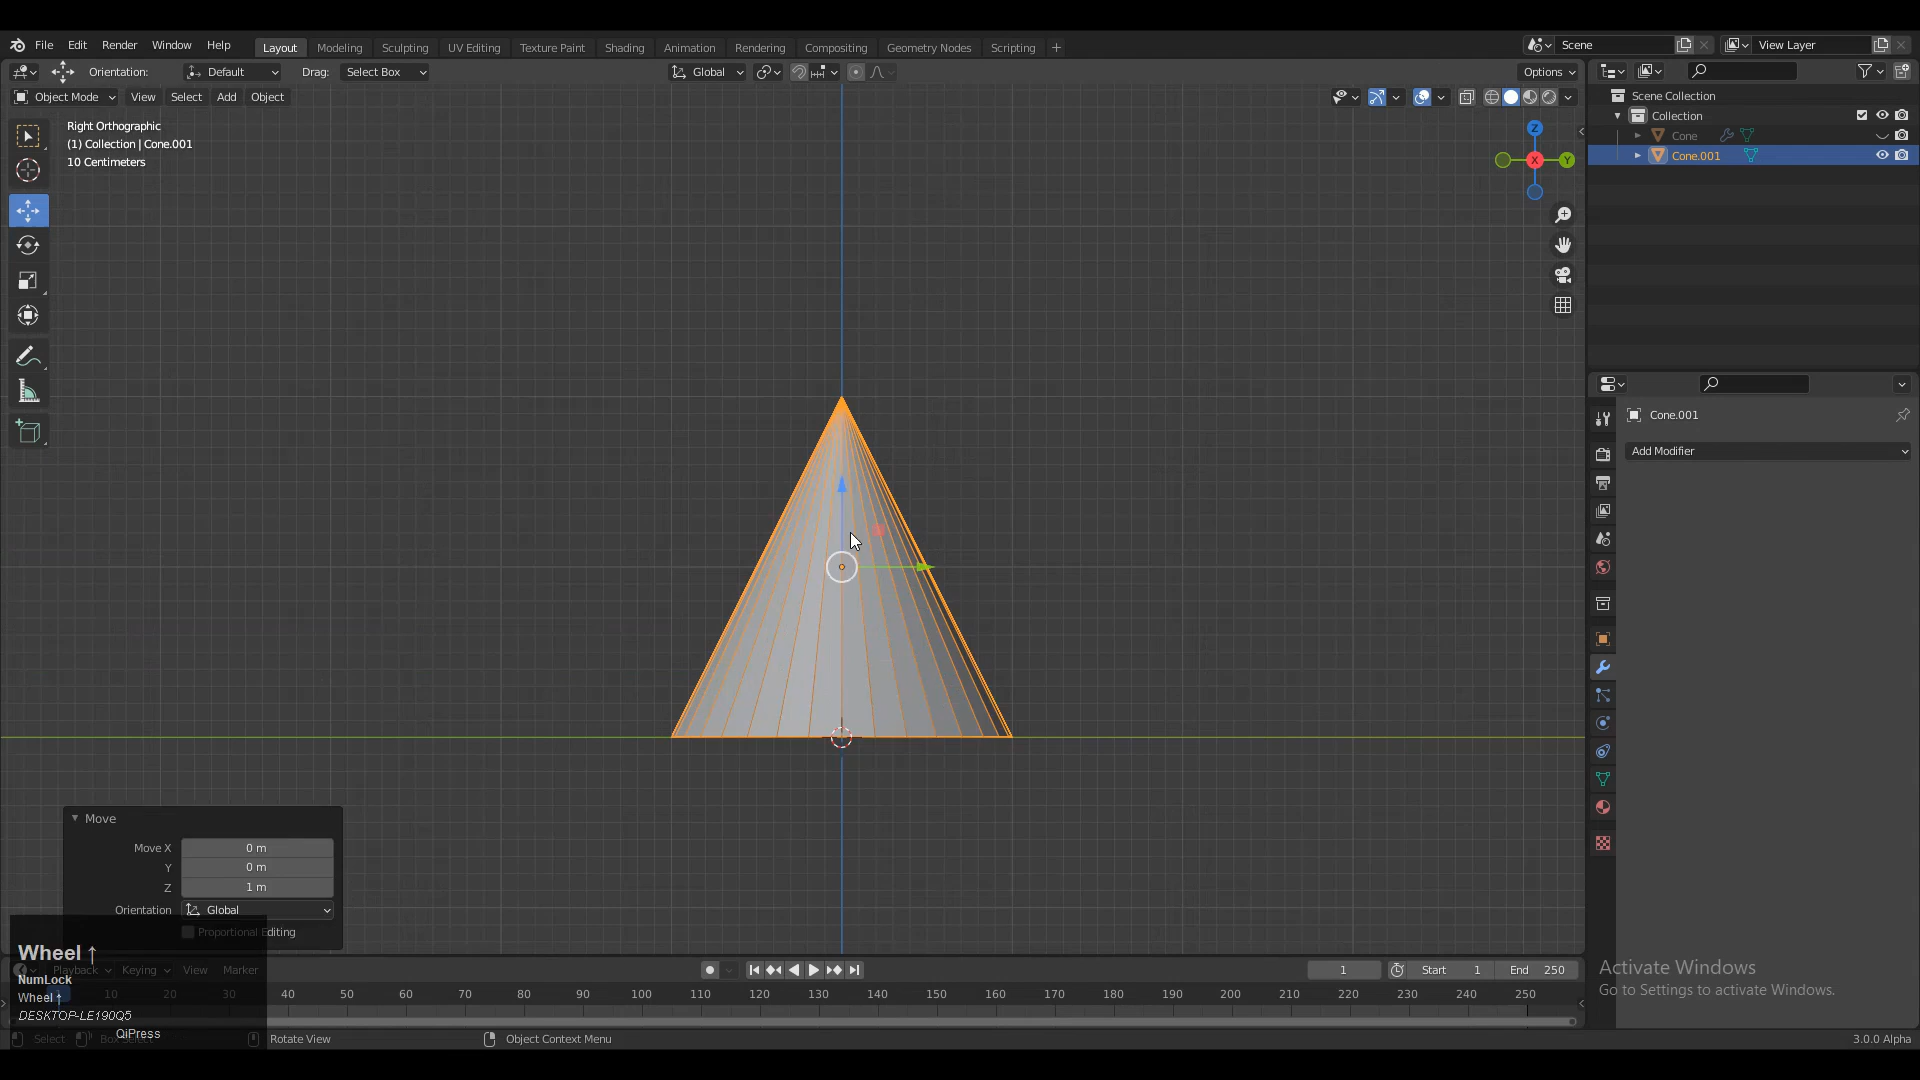 File Edit Render Window Help Layout Modeling Sculpting UV Editing Texture Paint Shading Animation Rendering Compositing Geometry Nodes Scripting + Scene View Layer
Orientation: Default Drag: Select Box Global Options
Object Mode View Select Add Object
Right Orthographic
(1) Collection | Cone.001
10 Centimeters
Z
Y
X
Scene Collection
Collection
Cone
Cone.001
Cone.001
Add Modifier
Move
Move X 0 m
Y 0 m
Z 1 m
Orientation Global
Proportional Editing
Wheel ↑
NumLock
Wheel ↑
DESKTOP-LE190Q5
QiPress
Playback Keying View Marker 1 Start 1 End 250
10 20 30 40 50 60 70 80 90 100 110 120 130 140 150 160 170 180 190 200 210 220 230 240 250
Select Box Select Rotate View Object Context Menu 3.0.0 Alpha
Activate Windows
Go to Settings to activate Windows.